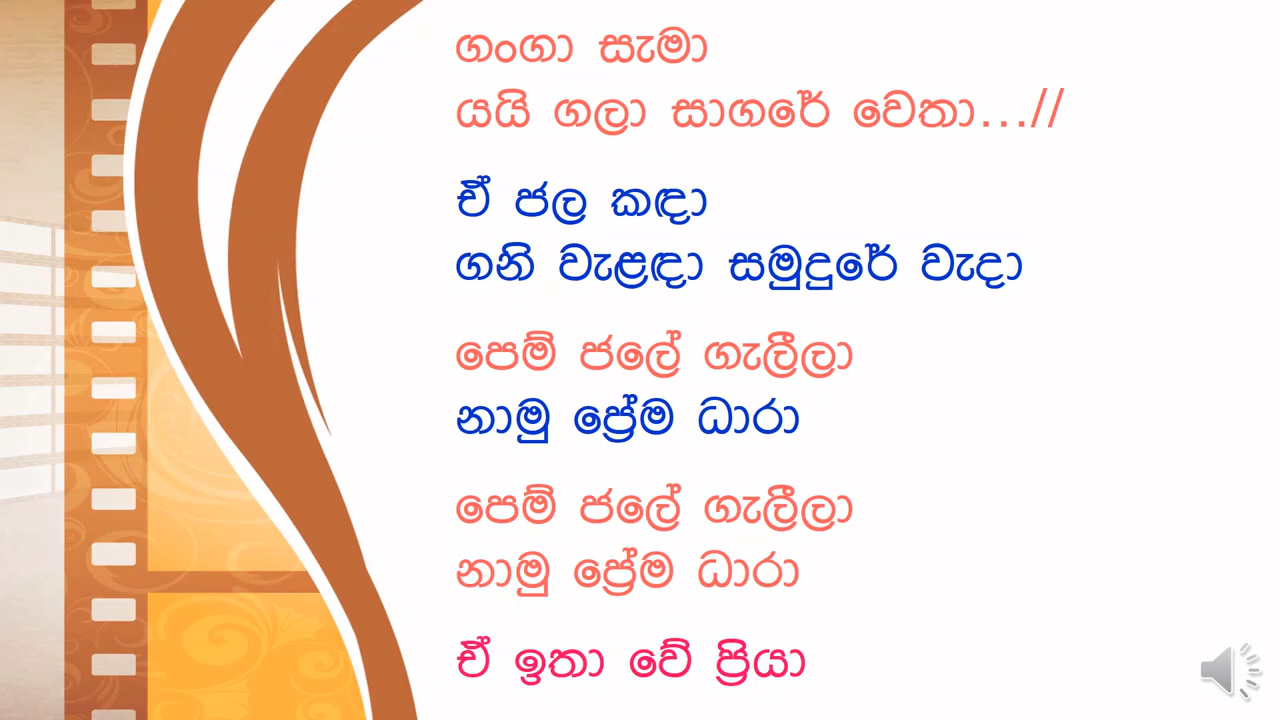 ගංගා සැමා
යයි ගලා සාගරේ වෙතා...//
ඒ ජල කඳා
ගනි වැළඳා සමුදුරේ වැදා
පෙම් ජලේ ගැලීලා
නාමු ප්‍රේම ධාරා
පෙම් ජලේ ගැලීලා
නාමු ප්‍රේම ධාරා
ඒ ඉතා වේ ප්‍රියා